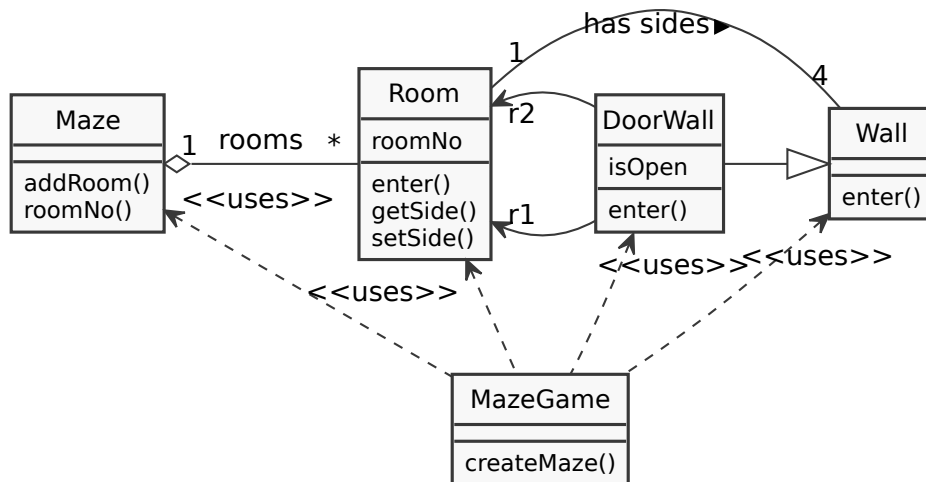 has sides▶
1
4
Maze
addRoom()
roomNo()
1
rooms
*
Room
roomNo
enter()
getSide()
setSide()
r2
r1
DoorWall
isOpen
enter()
Wall
enter()
<<uses>>
<<uses>>
<<uses>>
<<uses>>
MazeGame
createMaze()